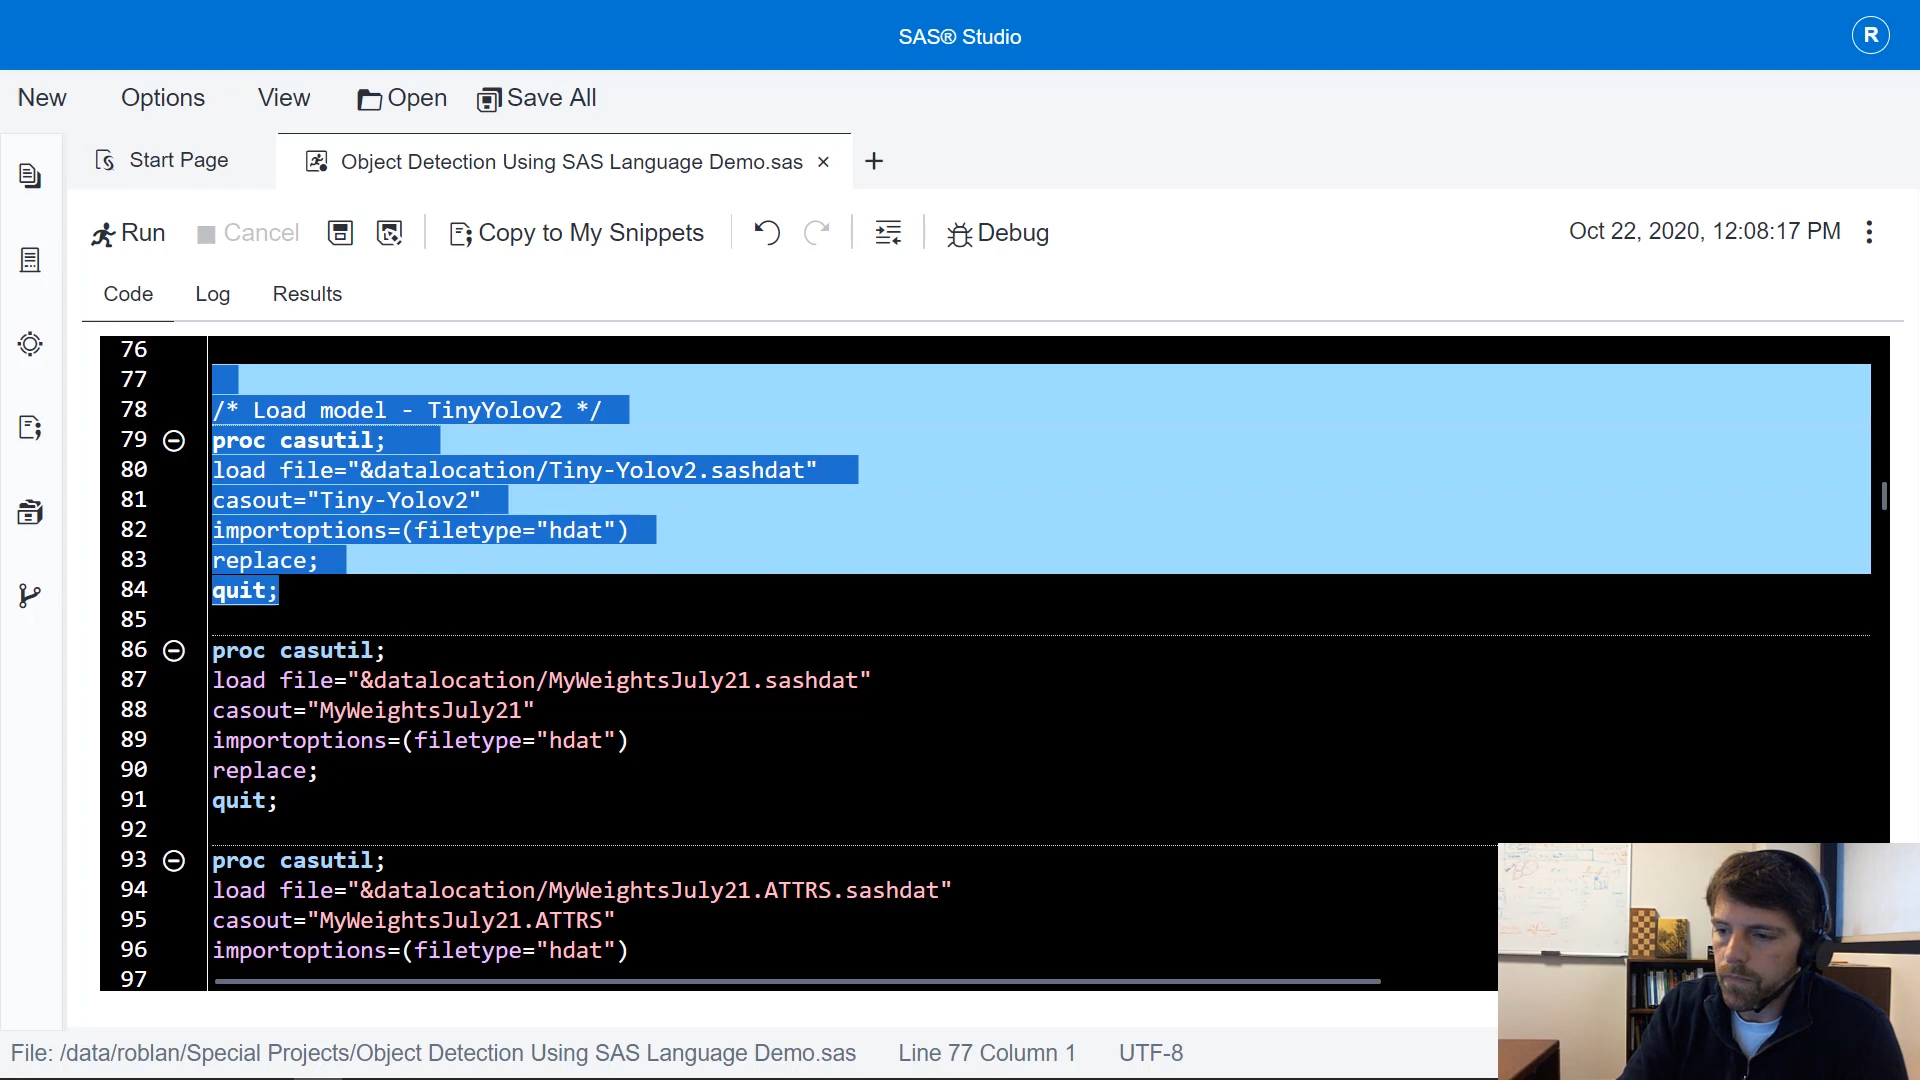 SAS® Studio
R
New Options View Open Save All
Start Page Object Detection Using SAS Language Demo.sas × +
Run Cancel Copy to My Snippets Debug Oct 22, 2020, 12:08:17 PM
Code Log Results
76
77
78 /* Load model - TinyYolov2 */
79 proc casutil;
80 load file="&datalocation/Tiny-Yolov2.sashdat"
81 casout="Tiny-Yolov2"
82 importoptions=(filetype="hdat")
83 replace;
84 quit;
85
86 proc casutil;
87 load file="&datalocation/MyWeightsJuly21.sashdat"
88 casout="MyWeightsJuly21"
89 importoptions=(filetype="hdat")
90 replace;
91 quit;
92
93 proc casutil;
94 load file="&datalocation/MyWeightsJuly21.ATTRS.sashdat"
95 casout="MyWeightsJuly21.ATTRS"
96 importoptions=(filetype="hdat")
97
File: /data/roblan/Special Projects/Object Detection Using SAS Language Demo.sas Line 77 Column 1 UTF-8